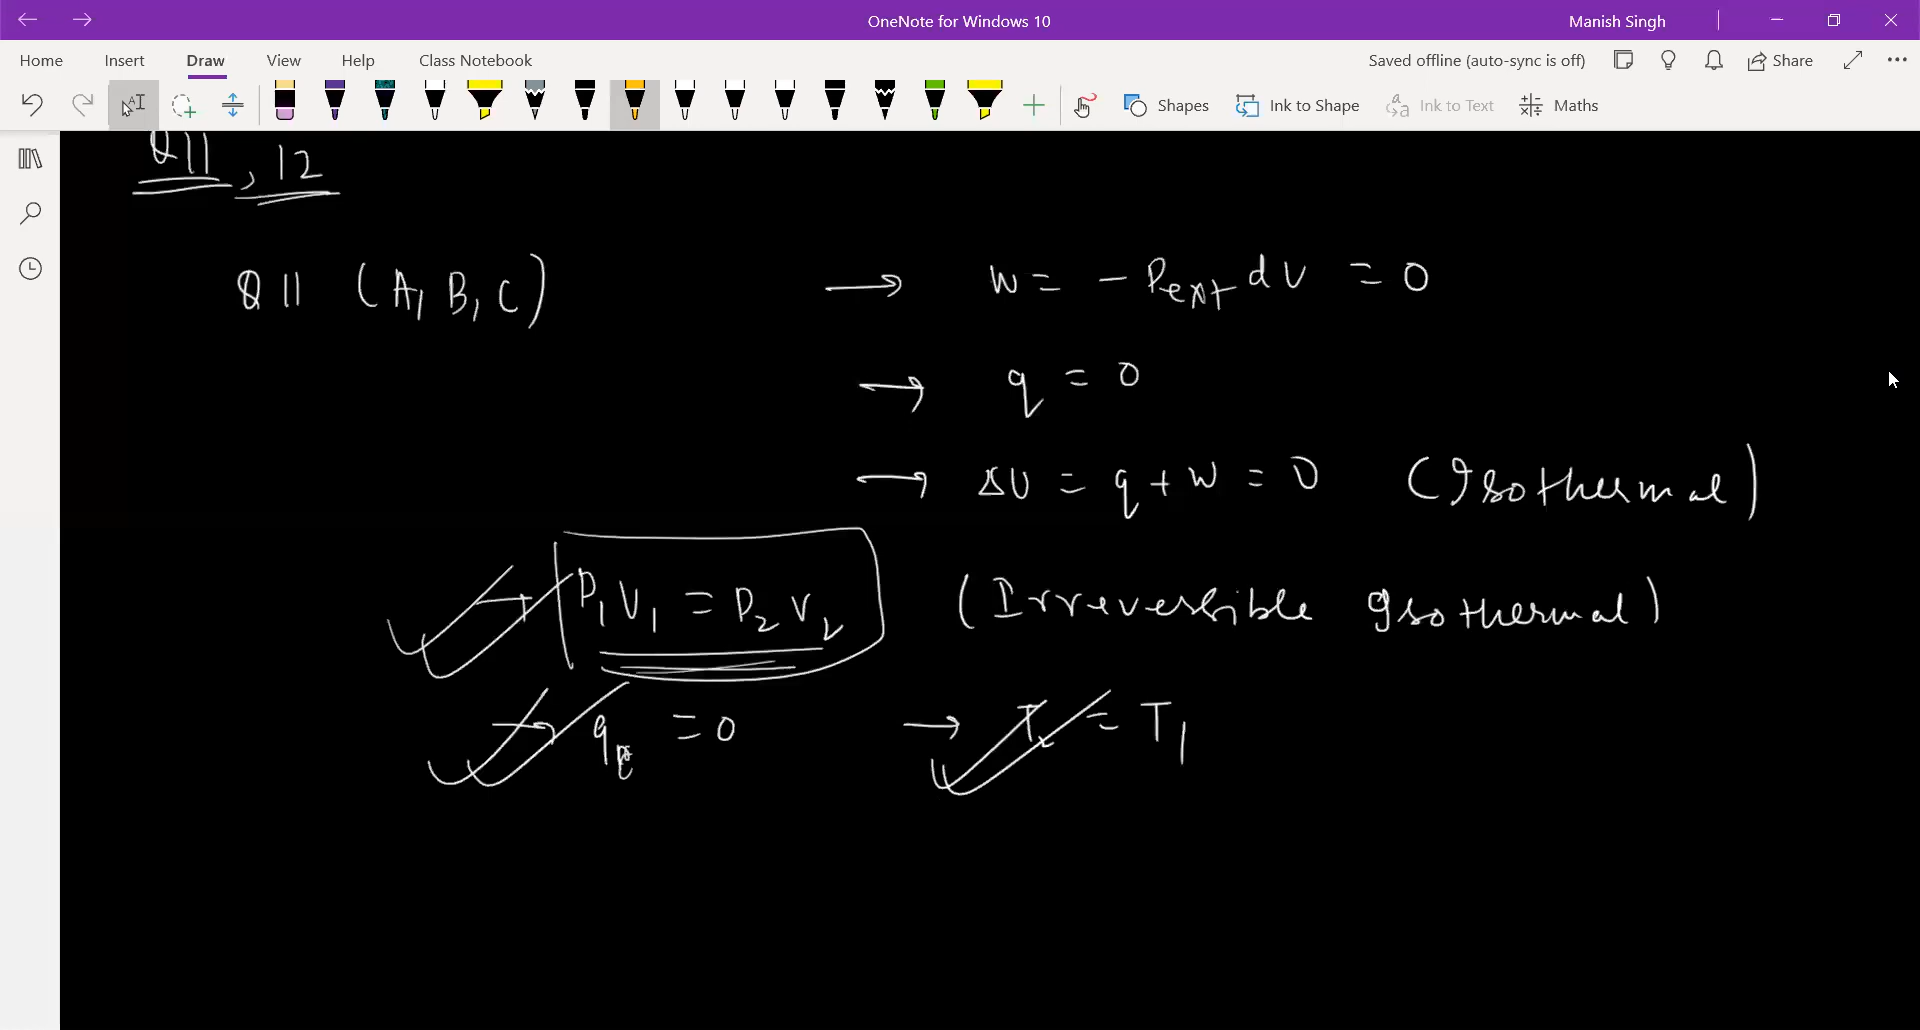 OneNote for Windows 10
Manish Singh
Home Insert Draw View Help Class Notebook
Saved offline (auto-sync is off) Share
Shapes Ink to Shape Ink to Text Maths
Q11, 12
Q11 (A, B, C) → W = - Pext dV = 0
→ q = 0
→ ΔU = q + W = 0 (Isothermal)
→ P₁V₁ = P₂V₂ (Irreversible Isothermal)
→ q = 0 → T₂ = T₁